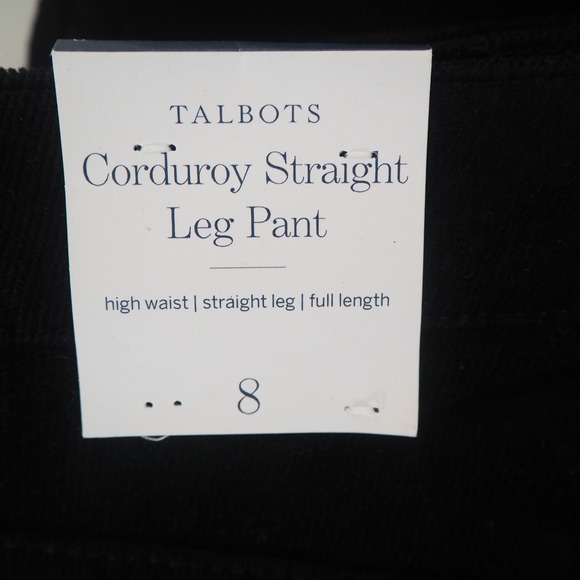 TALBOTS
Corduroy Straight
Leg Pant
high waist | straight leg | full length
8